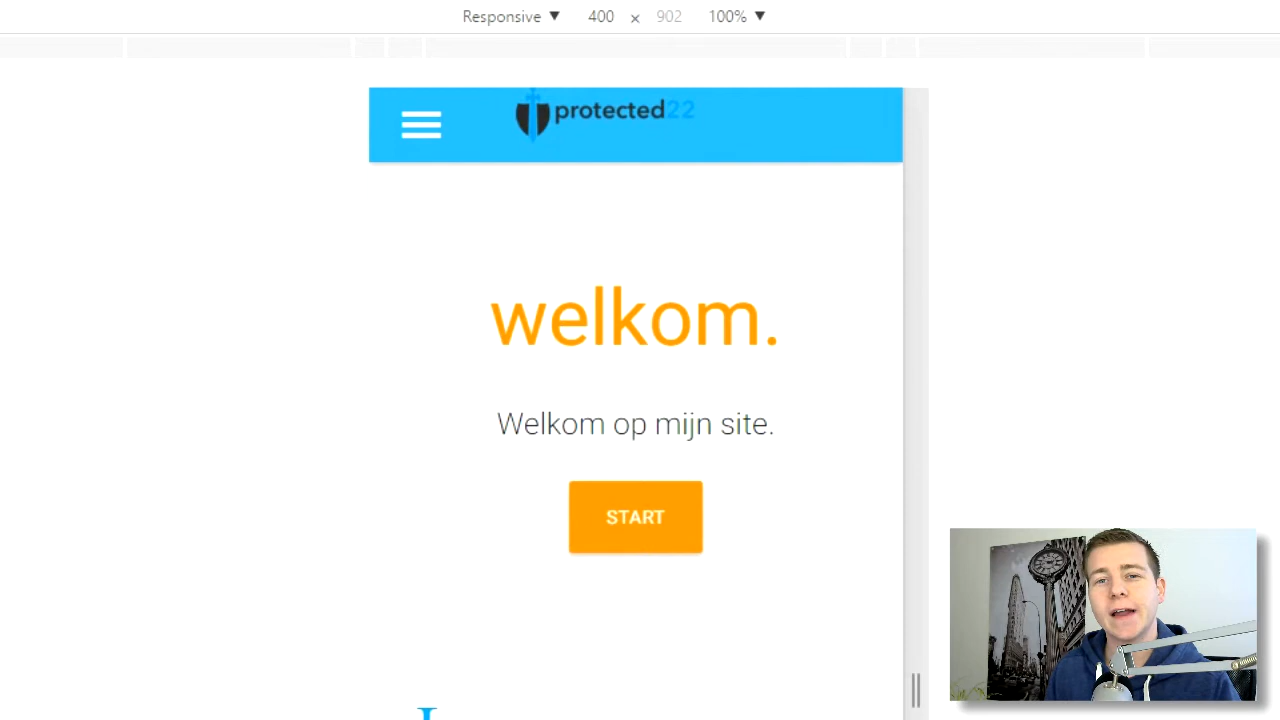 Responsive 400 x 902 100%
protected22
welkom.
Welkom op mijn site.
START